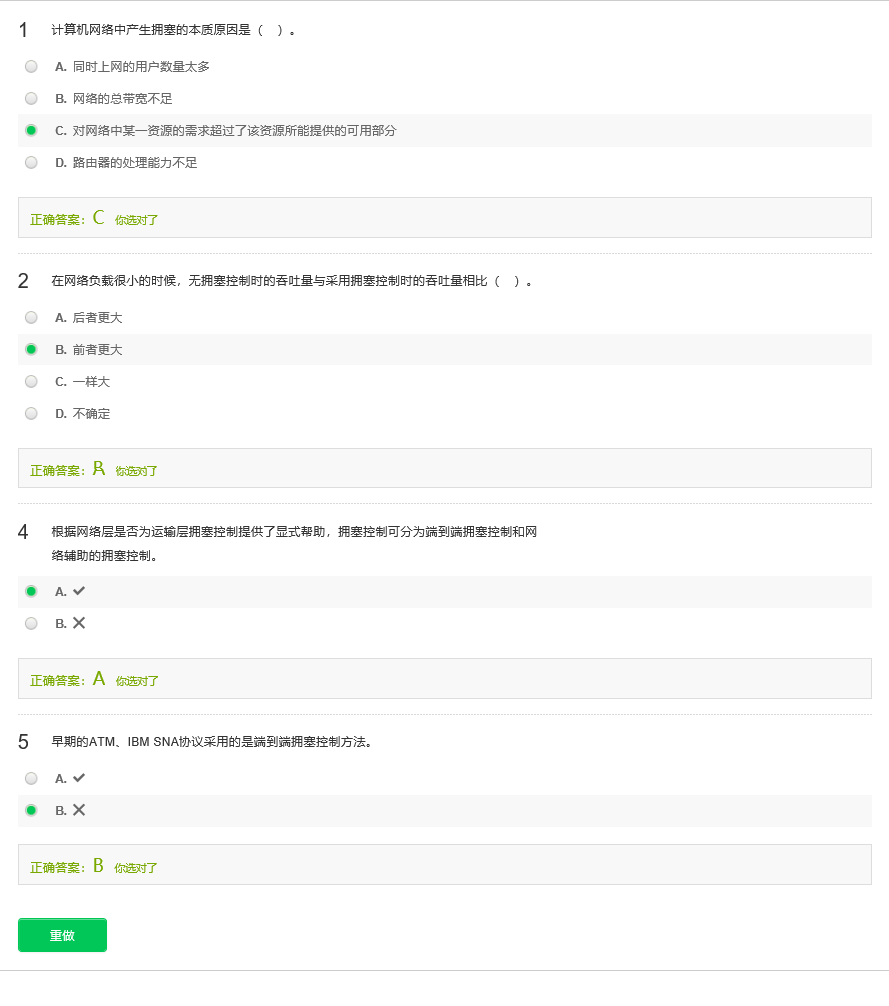 1 计算机网络中产生拥塞的本质原因是（ ）。
A. 同时上网的用户数量太多
B. 网络的总带宽不足
C. 对网络中某一资源的需求超过了该资源所能提供的可用部分
D. 路由器的处理能力不足
正确答案：C 你选对了
2 在网络负载很小的时候，无拥塞控制时的吞吐量与采用拥塞控制时的吞吐量相比（ ）。
A. 后者更大
B. 前者更大
C. 一样大
D. 不确定
正确答案： 你选对了
4 根据网络层是否为运输层拥塞控制提供了显式帮助，拥塞控制可分为端到端拥塞控制和网
络辅助的拥塞控制。
A. ✔
B. ✕
正确答案：A 你选对了
5 早期的ATM、IBM SNA协议采用的是端到端拥塞控制方法。
A. ✔
B. ✕
正确答案：B 你选对了
重做